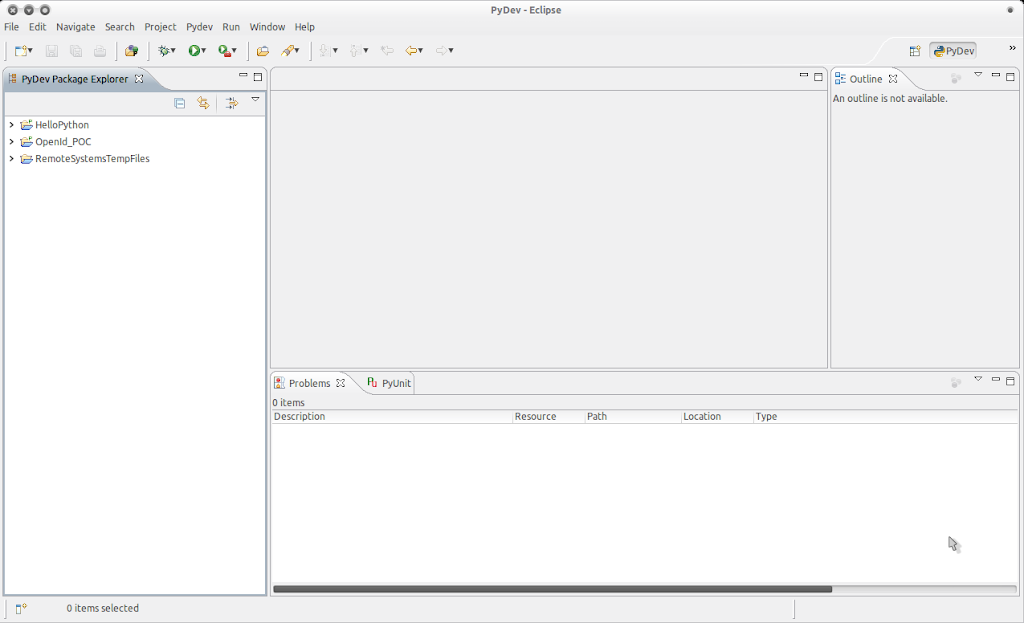 PyDev - Eclipse
File Edit Navigate Search Project Pydev Run Window Help
PyDev
PyDev Package Explorer
HelloPython
OpenId_POC
RemoteSystemsTempFiles
Outline
An outline is not available.
Problems PyUnit
0 items
Description Resource Path Location Type
0 items selected